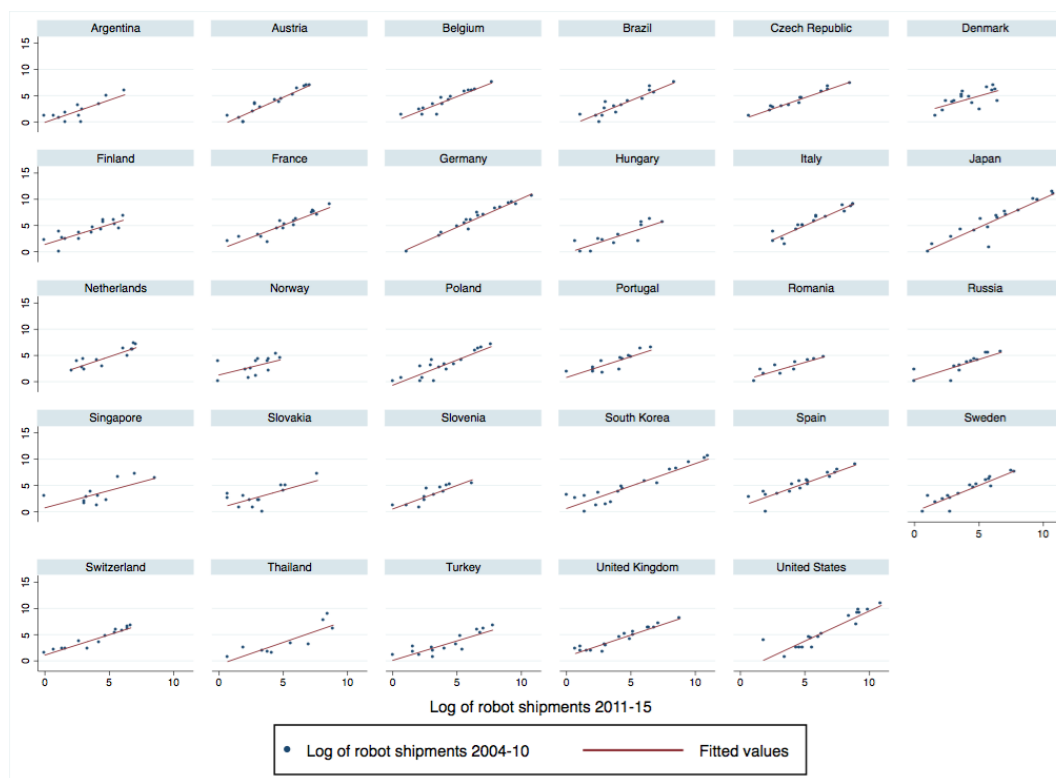 Argentina Austria Belgium Brazil Czech Republic Denmark
0 5 10 15
Finland France Germany Hungary Italy Japan
0 5 10 15
Netherlands Norway Poland Portugal Romania Russia
0 5 10 15
Singapore Slovakia Slovenia South Korea Spain Sweden
0 5 10 15
0 5 10
Switzerland Thailand Turkey United Kingdom United States
0 5 10 15
0 5 10 0 5 10 0 5 10 0 5 10 0 5 10
Log of robot shipments 2011-15
Log of robot shipments 2004-10 Fitted values